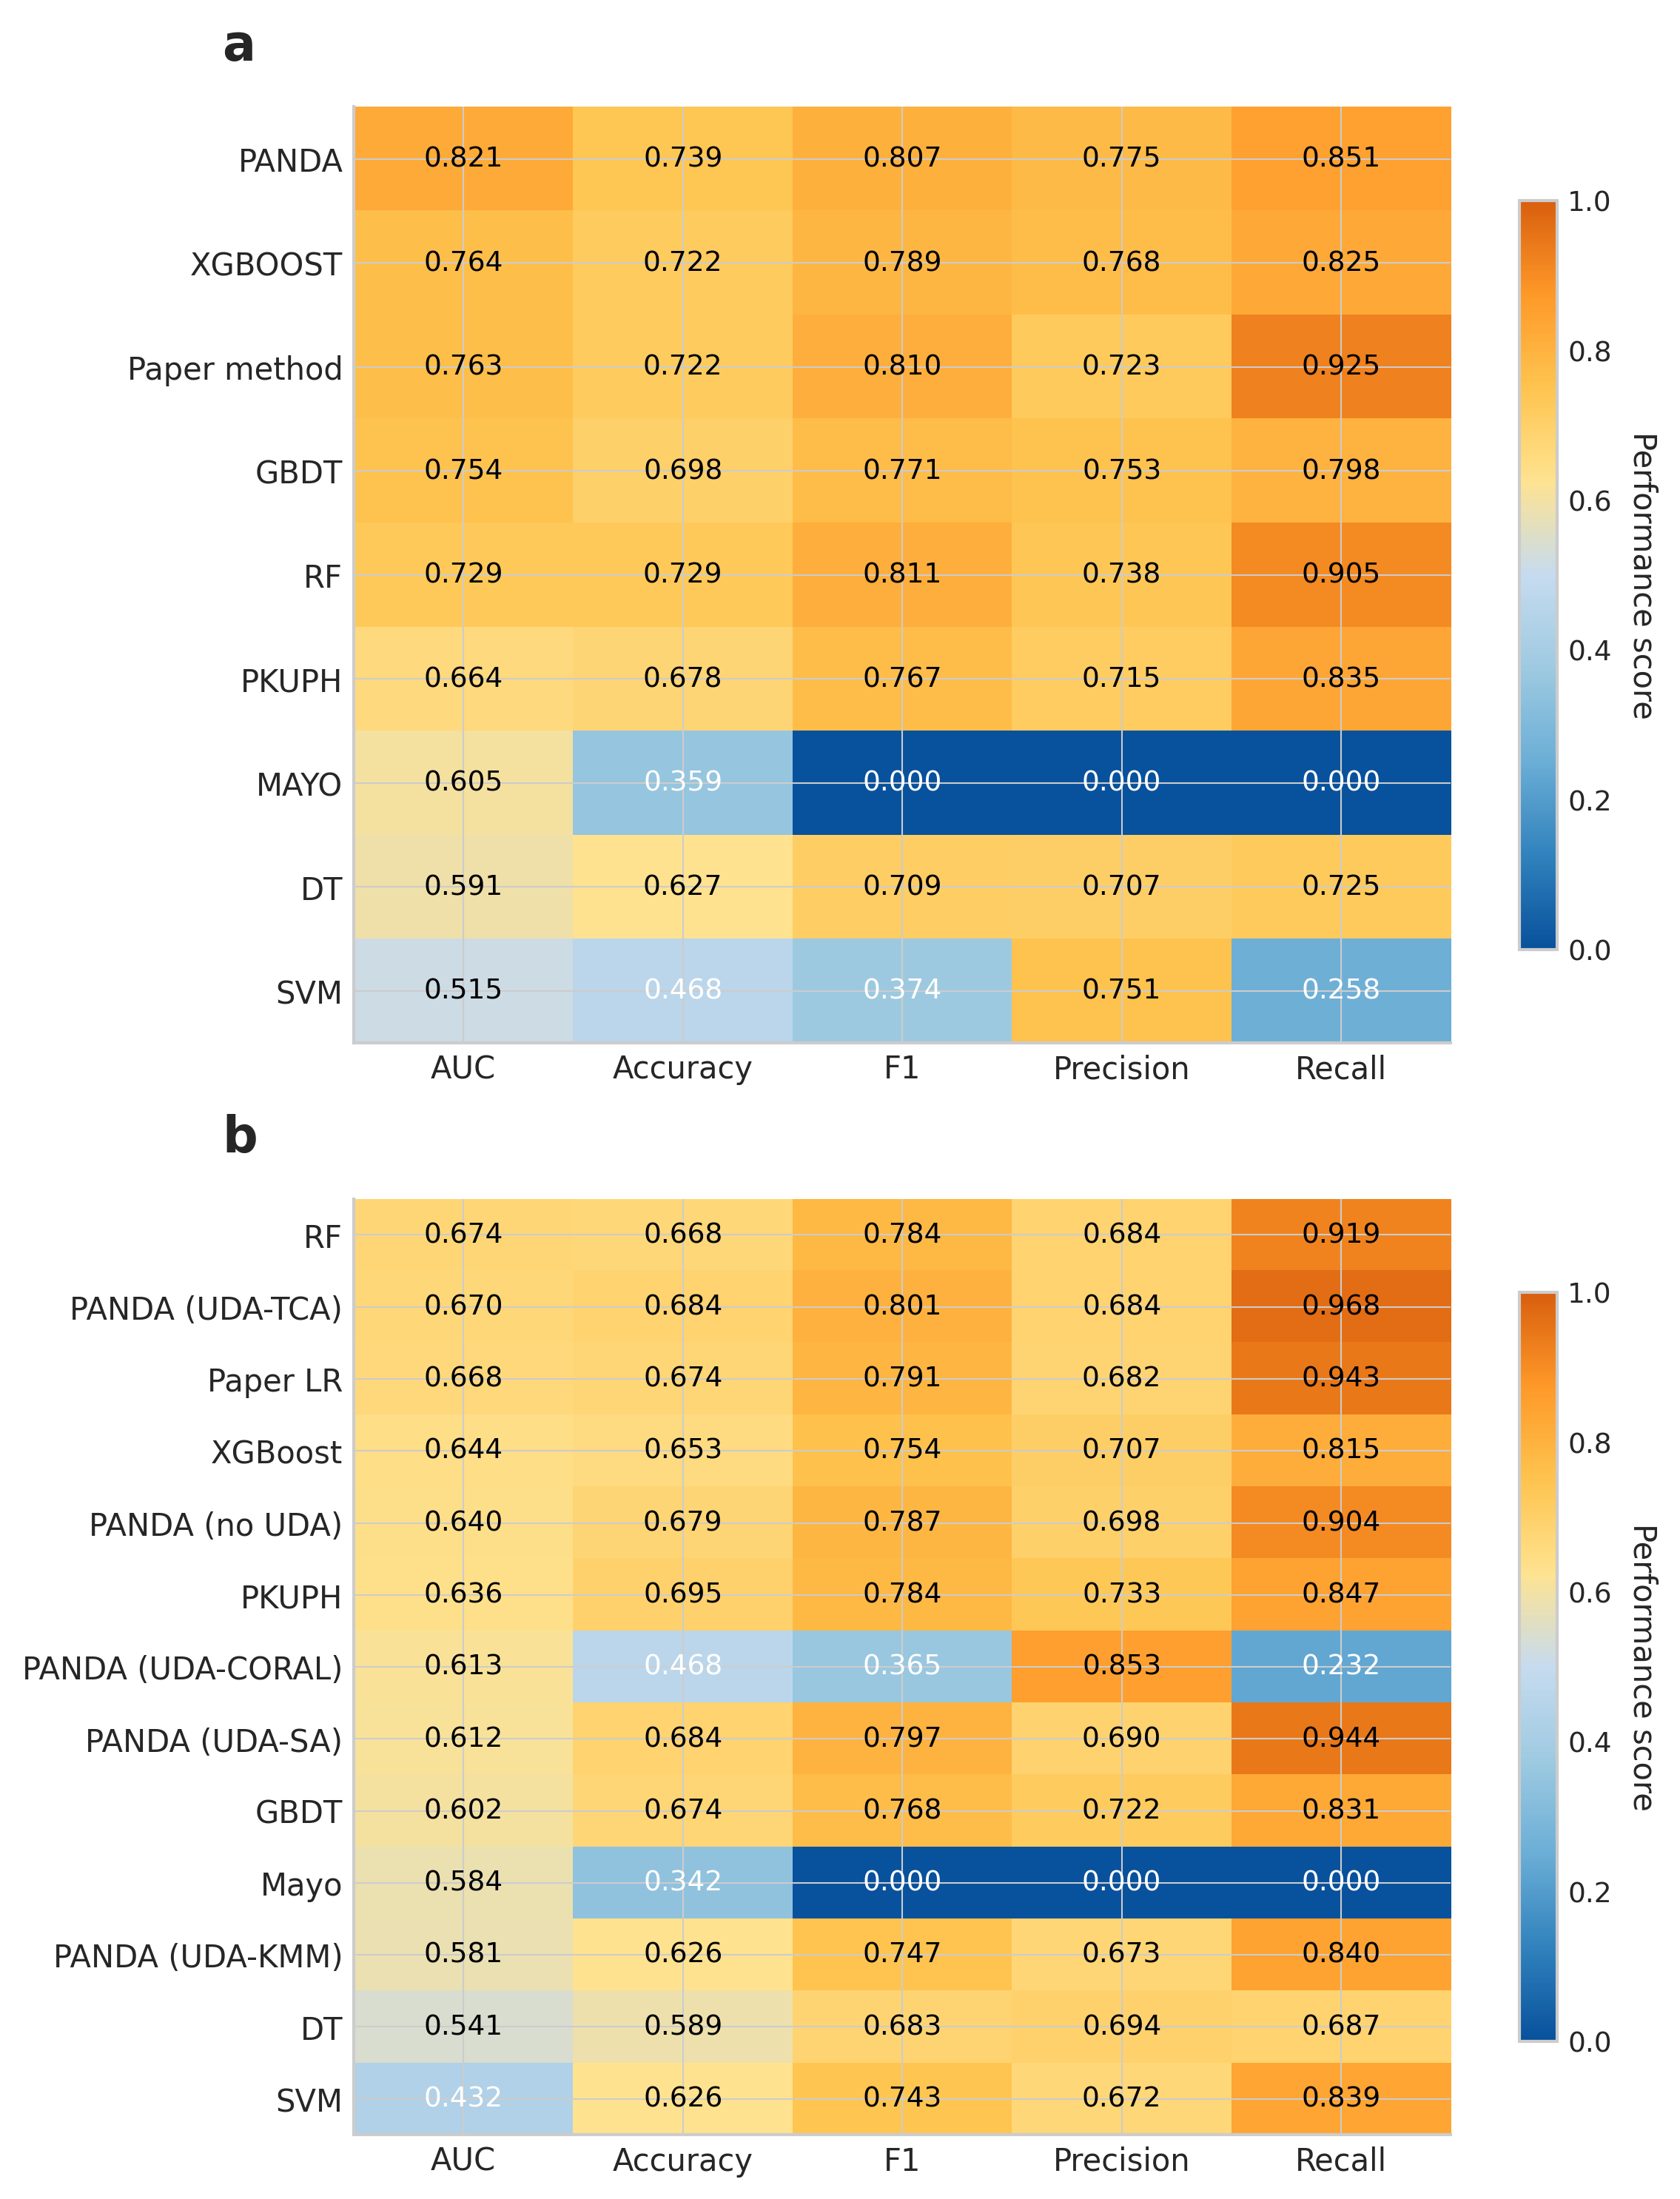 a
PANDA 0.821 0.739 0.807 0.775 0.851
XGBOOST 0.764 0.722 0.789 0.768 0.825
Paper method 0.763 0.722 0.810 0.723 0.925
GBDT 0.754 0.698 0.771 0.753 0.798
RF 0.729 0.729 0.811 0.738 0.905
PKUPH 0.664 0.678 0.767 0.715 0.835
MAYO 0.605 0.359 0.000 0.000 0.000
DT 0.591 0.627 0.709 0.707 0.725
SVM 0.515 0.468 0.374 0.751 0.258
AUC Accuracy F1 Precision Recall
1.0
0.8
0.6
0.4
0.2
0.0
Performance score
b
RF 0.674 0.668 0.784 0.684 0.919
PANDA (UDA-TCA) 0.670 0.684 0.801 0.684 0.968
Paper LR 0.668 0.674 0.791 0.682 0.943
XGBoost 0.644 0.653 0.754 0.707 0.815
PANDA (no UDA) 0.640 0.679 0.787 0.698 0.904
PKUPH 0.636 0.695 0.784 0.733 0.847
PANDA (UDA-CORAL) 0.613 0.468 0.365 0.853 0.232
PANDA (UDA-SA) 0.612 0.684 0.797 0.690 0.944
GBDT 0.602 0.674 0.768 0.722 0.831
Mayo 0.584 0.342 0.000 0.000 0.000
PANDA (UDA-KMM) 0.581 0.626 0.747 0.673 0.840
DT 0.541 0.589 0.683 0.694 0.687
SVM 0.432 0.626 0.743 0.672 0.839
AUC Accuracy F1 Precision Recall
1.0
0.8
0.6
0.4
0.2
0.0
Performance score